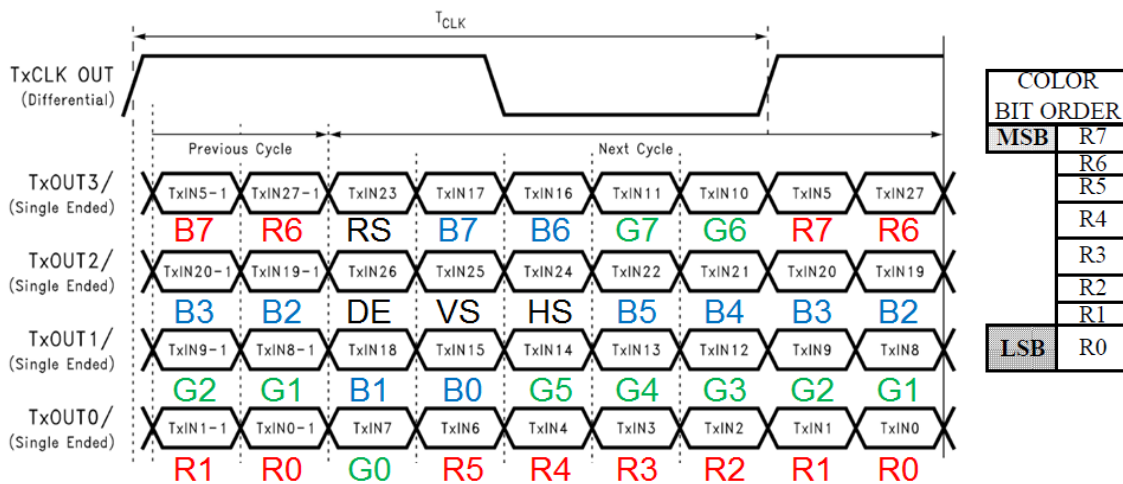 T_CLK
TxCLK OUT
(Differential)
Previous Cycle Next Cycle
TxOUT3/
(Single Ended)
TxIN5-1 TxIN27-1 TxIN23 TxIN17 TxIN16 TxIN11 TxIN10 TxIN5 TxIN27
B7 R6 RS B7 B6 G7 G6 R7 R6
TxOUT2/
(Single Ended)
TxIN20-1 TxIN19-1 TxIN26 TxIN25 TxIN24 TxIN22 TxIN21 TxIN20 TxIN19
B3 B2 DE VS HS B5 B4 B3 B2
TxOUT1/
(Single Ended)
TxIN9-1 TxIN8-1 TxIN18 TxIN15 TxIN14 TxIN13 TxIN12 TxIN9 TxIN8
G2 G1 B1 B0 G5 G4 G3 G2 G1
TxOUT0/
(Single Ended)
TxIN1-1 TxIN0-1 TxIN7 TxIN6 TxIN4 TxIN3 TxIN2 TxIN1 TxIN0
R1 R0 G0 R5 R4 R3 R2 R1 R0
COLOR
BIT ORDER
MSB R7
R6
R5
R4
R3
R2
R1
LSB R0